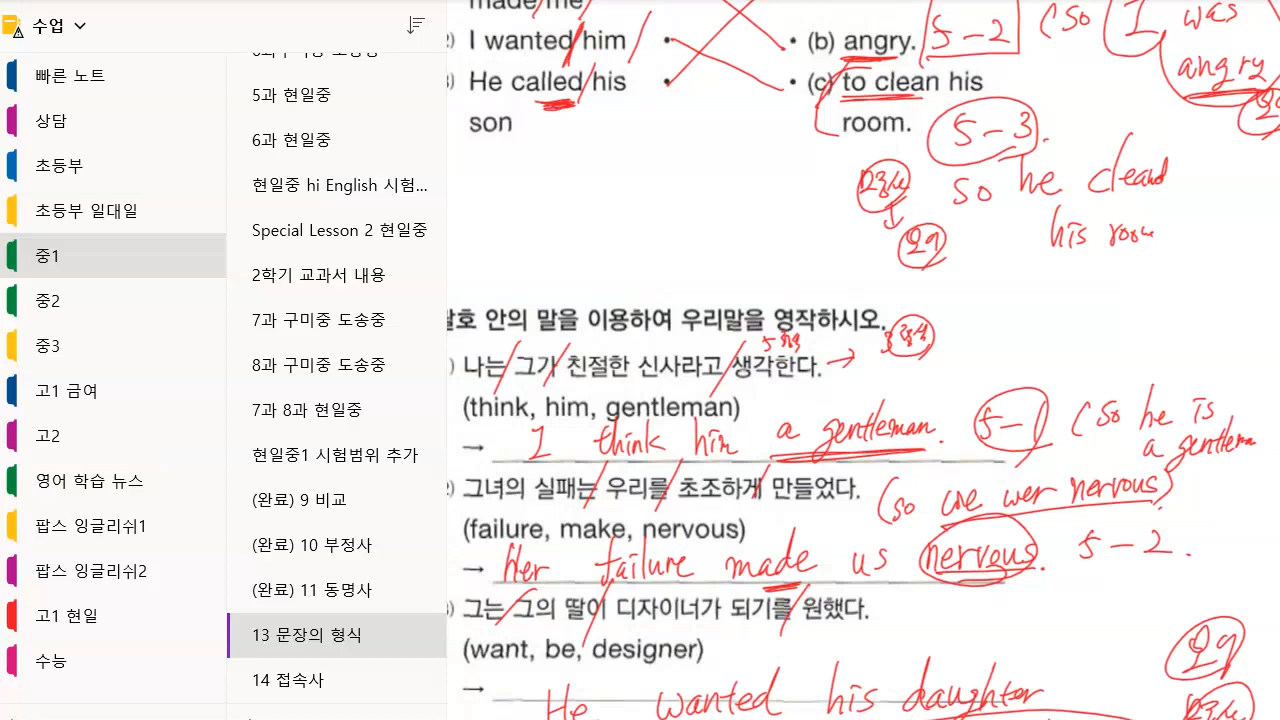 수업
빠른 노트
상담
초등부
초등부 일대일
중1
중2
중3
고1 금여
고2
영어 학습 뉴스
팝스 잉글리쉬1
팝스 잉글리쉬2
고1 현일
수능
5과 현일중
6과 현일중
현일중 hi English 시험...
Special Lesson 2 현일중
2학기 교과서 내용
7과 구미중 도송중
8과 구미중 도송중
7과 8과 현일중
현일중1 시험범위 추가
(완료) 9 비교
(완료) 10 부정사
(완료) 11 동명사
13 문장의 형식
14 접속사
made me
I wanted him • • (b) angry. 5-2 (so I was
angry
He called his • • (c) to clean his
son room. 5-3
so he cleand
his room
호 안의 말을 이용하여 우리말을 영작하시오.
나는 그가 친절한 신사라고 생각한다. →
(think, him, gentleman)
→ I think him a gentleman. 5-1 (so he is
a gentleman
그녀의 실패는 우리를 초조하게 만들었다. (so we wer nervous)
(failure, make, nervous)
→ Her failure made us nervous. 5-2.
그는 그의 딸이 디자이너가 되기를 원했다.
(want, be, designer)
→ He wanted his daughter